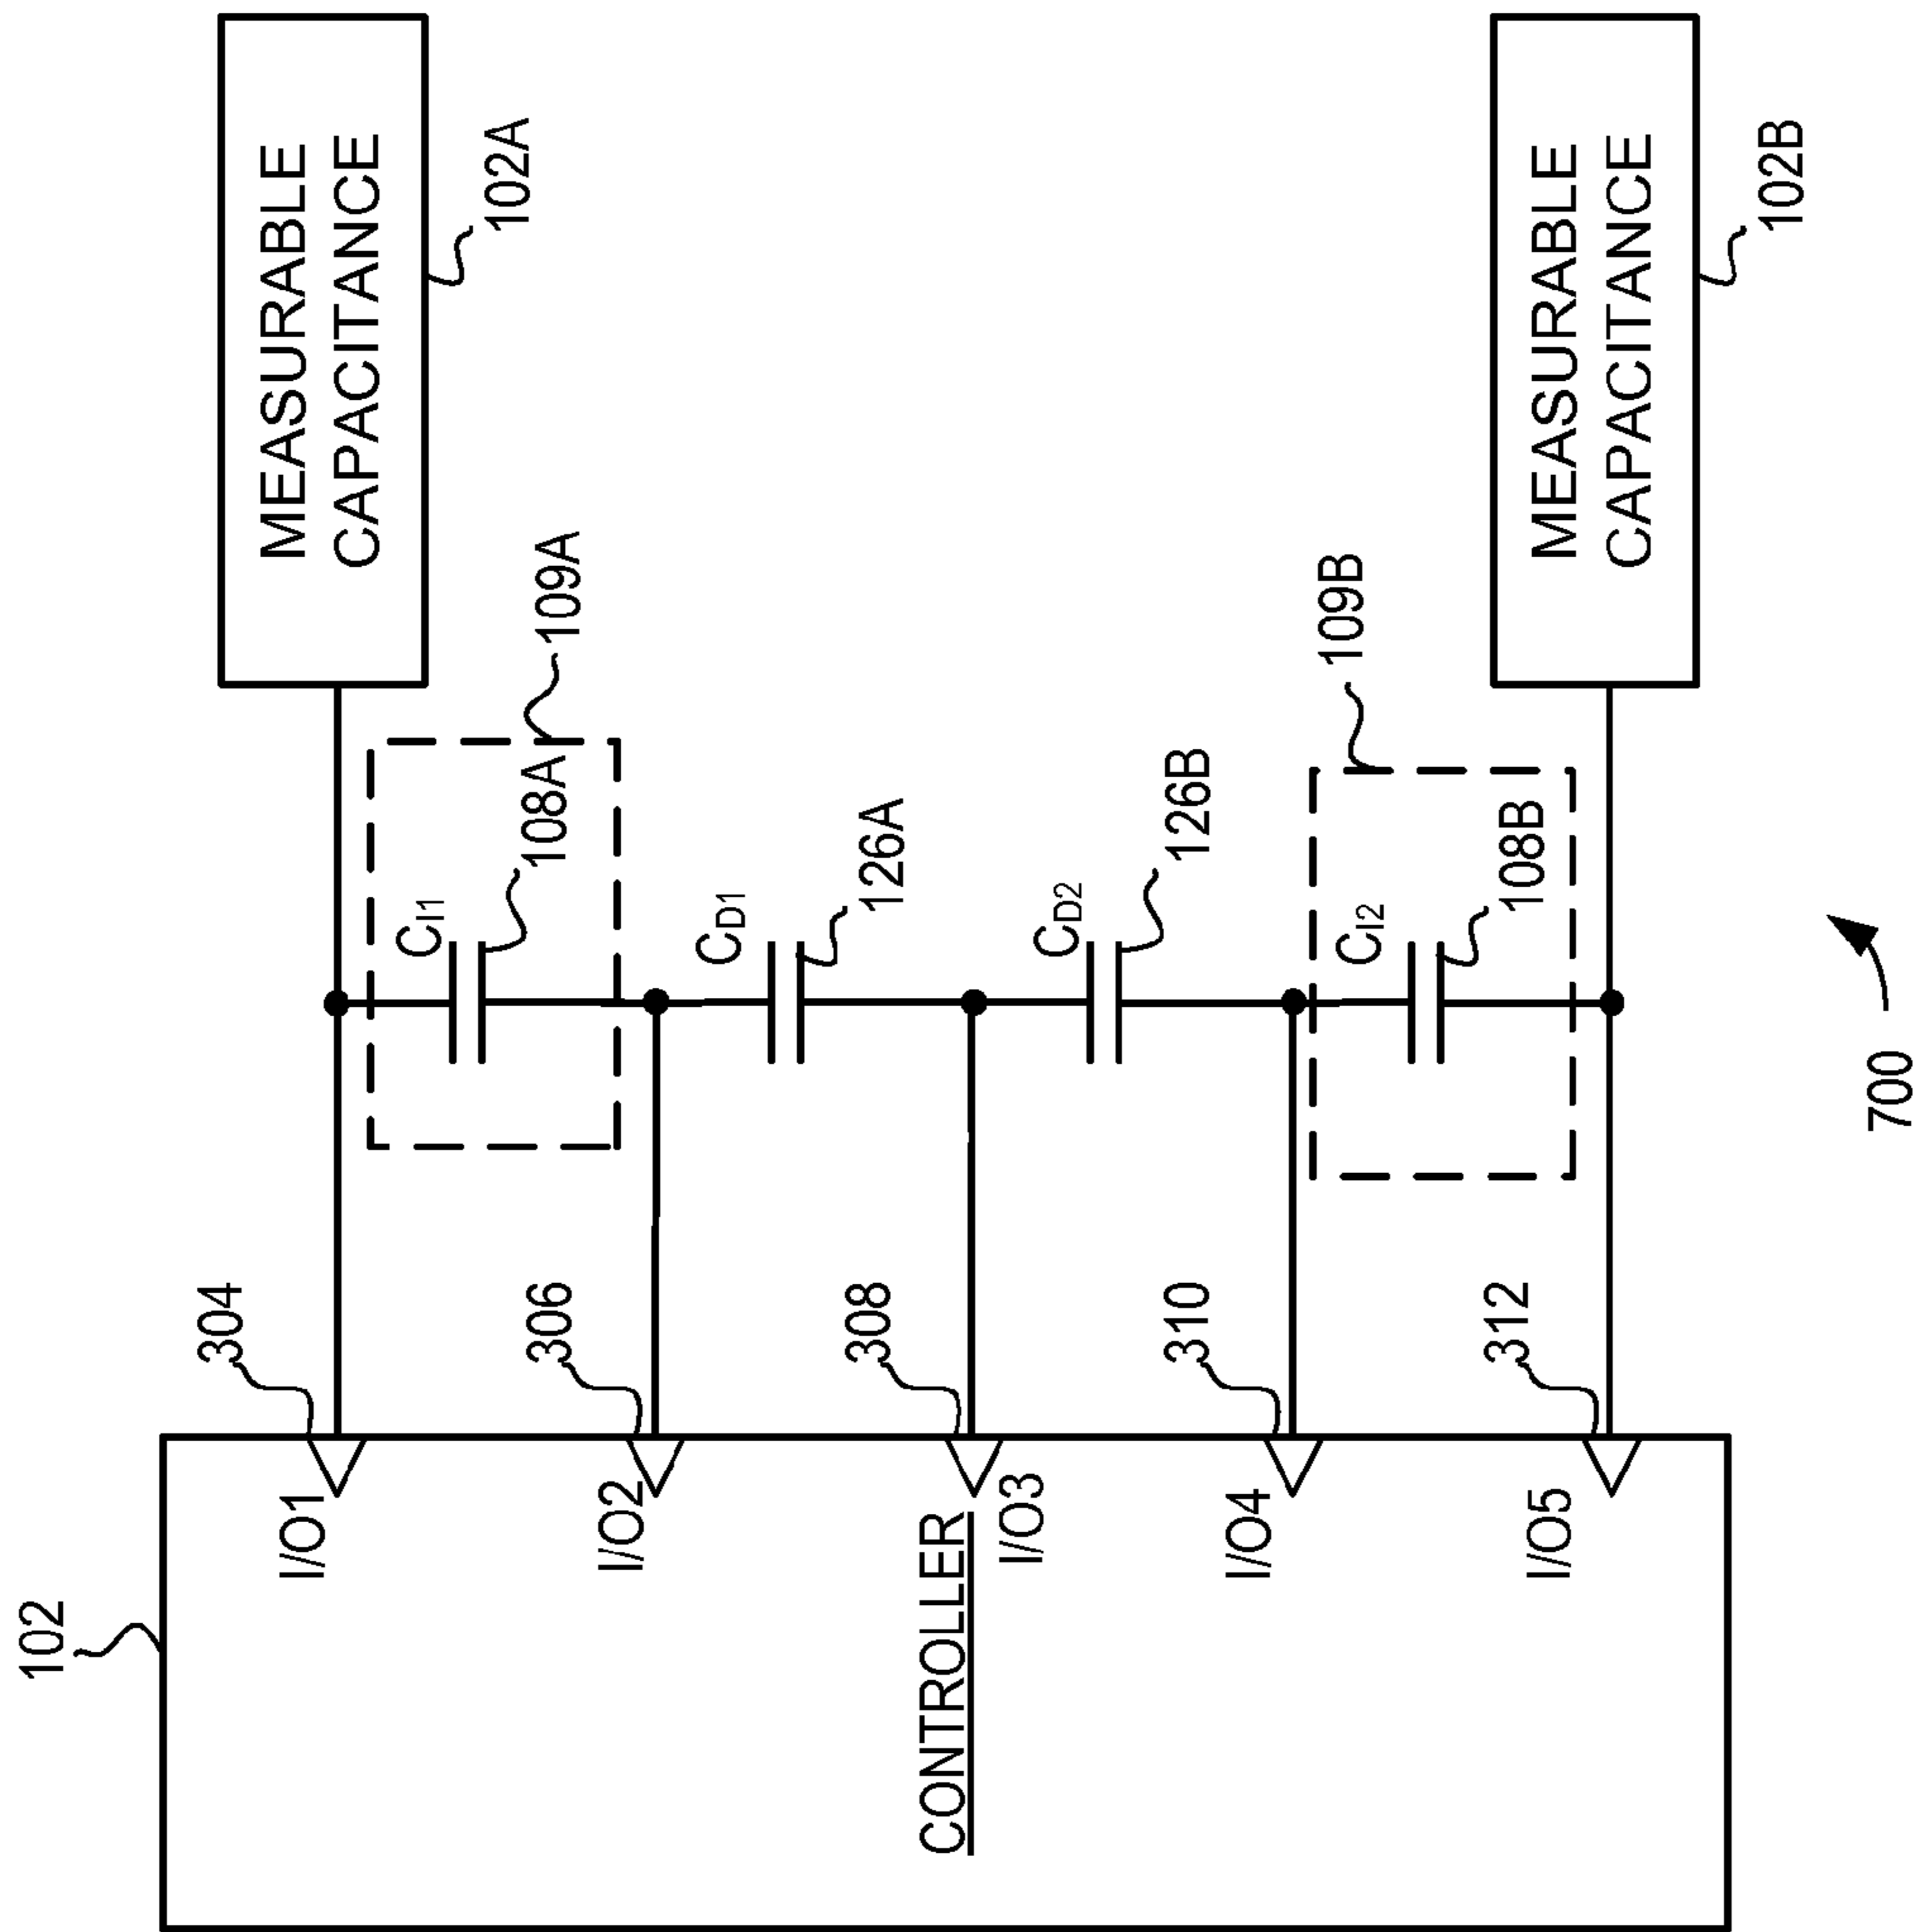 102
CONTROLLER
I/O1
I/O2
I/O3
I/O4
I/O5
304
306
308
310
312
CI1
108A
109A
CD1
126A
CD2
126B
CI2
108B
109B
MEASURABLE
CAPACITANCE
102A
MEASURABLE
CAPACITANCE
102B
700